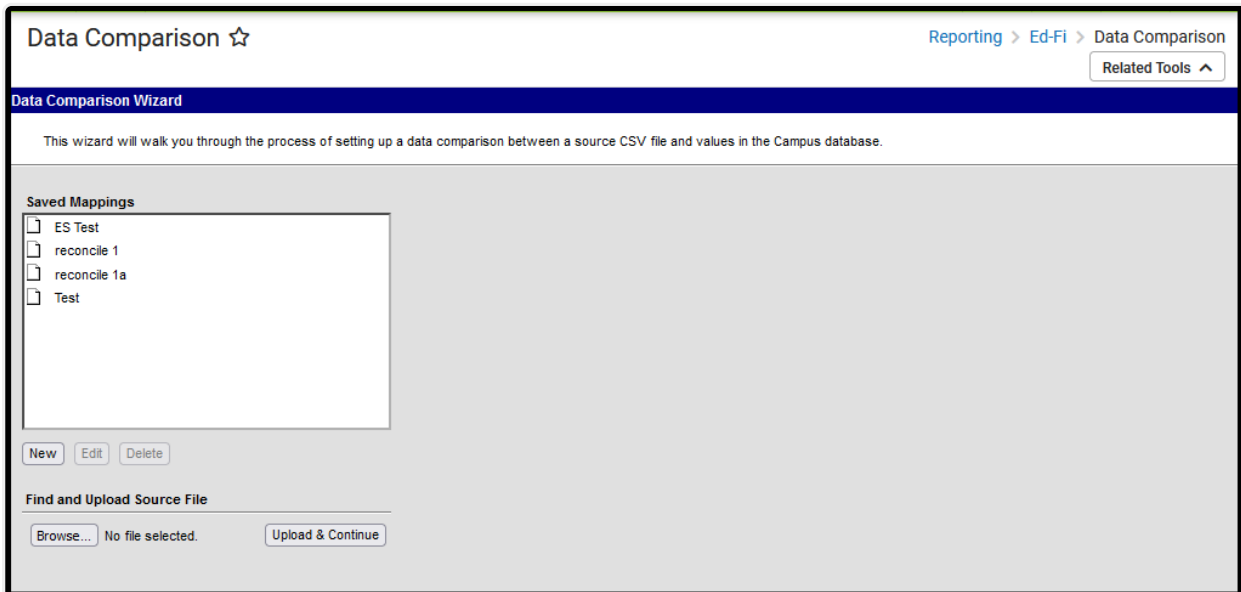 Data Comparison ☆
Reporting > Ed-Fi > Data Comparison
Related Tools
Data Comparison Wizard
This wizard will walk you through the process of setting up a data comparison between a source CSV file and values in the Campus database.
Saved Mappings
ES Test
reconcile 1
reconcile 1a
Test
New Edit Delete
Find and Upload Source File
Browse... No file selected. Upload & Continue